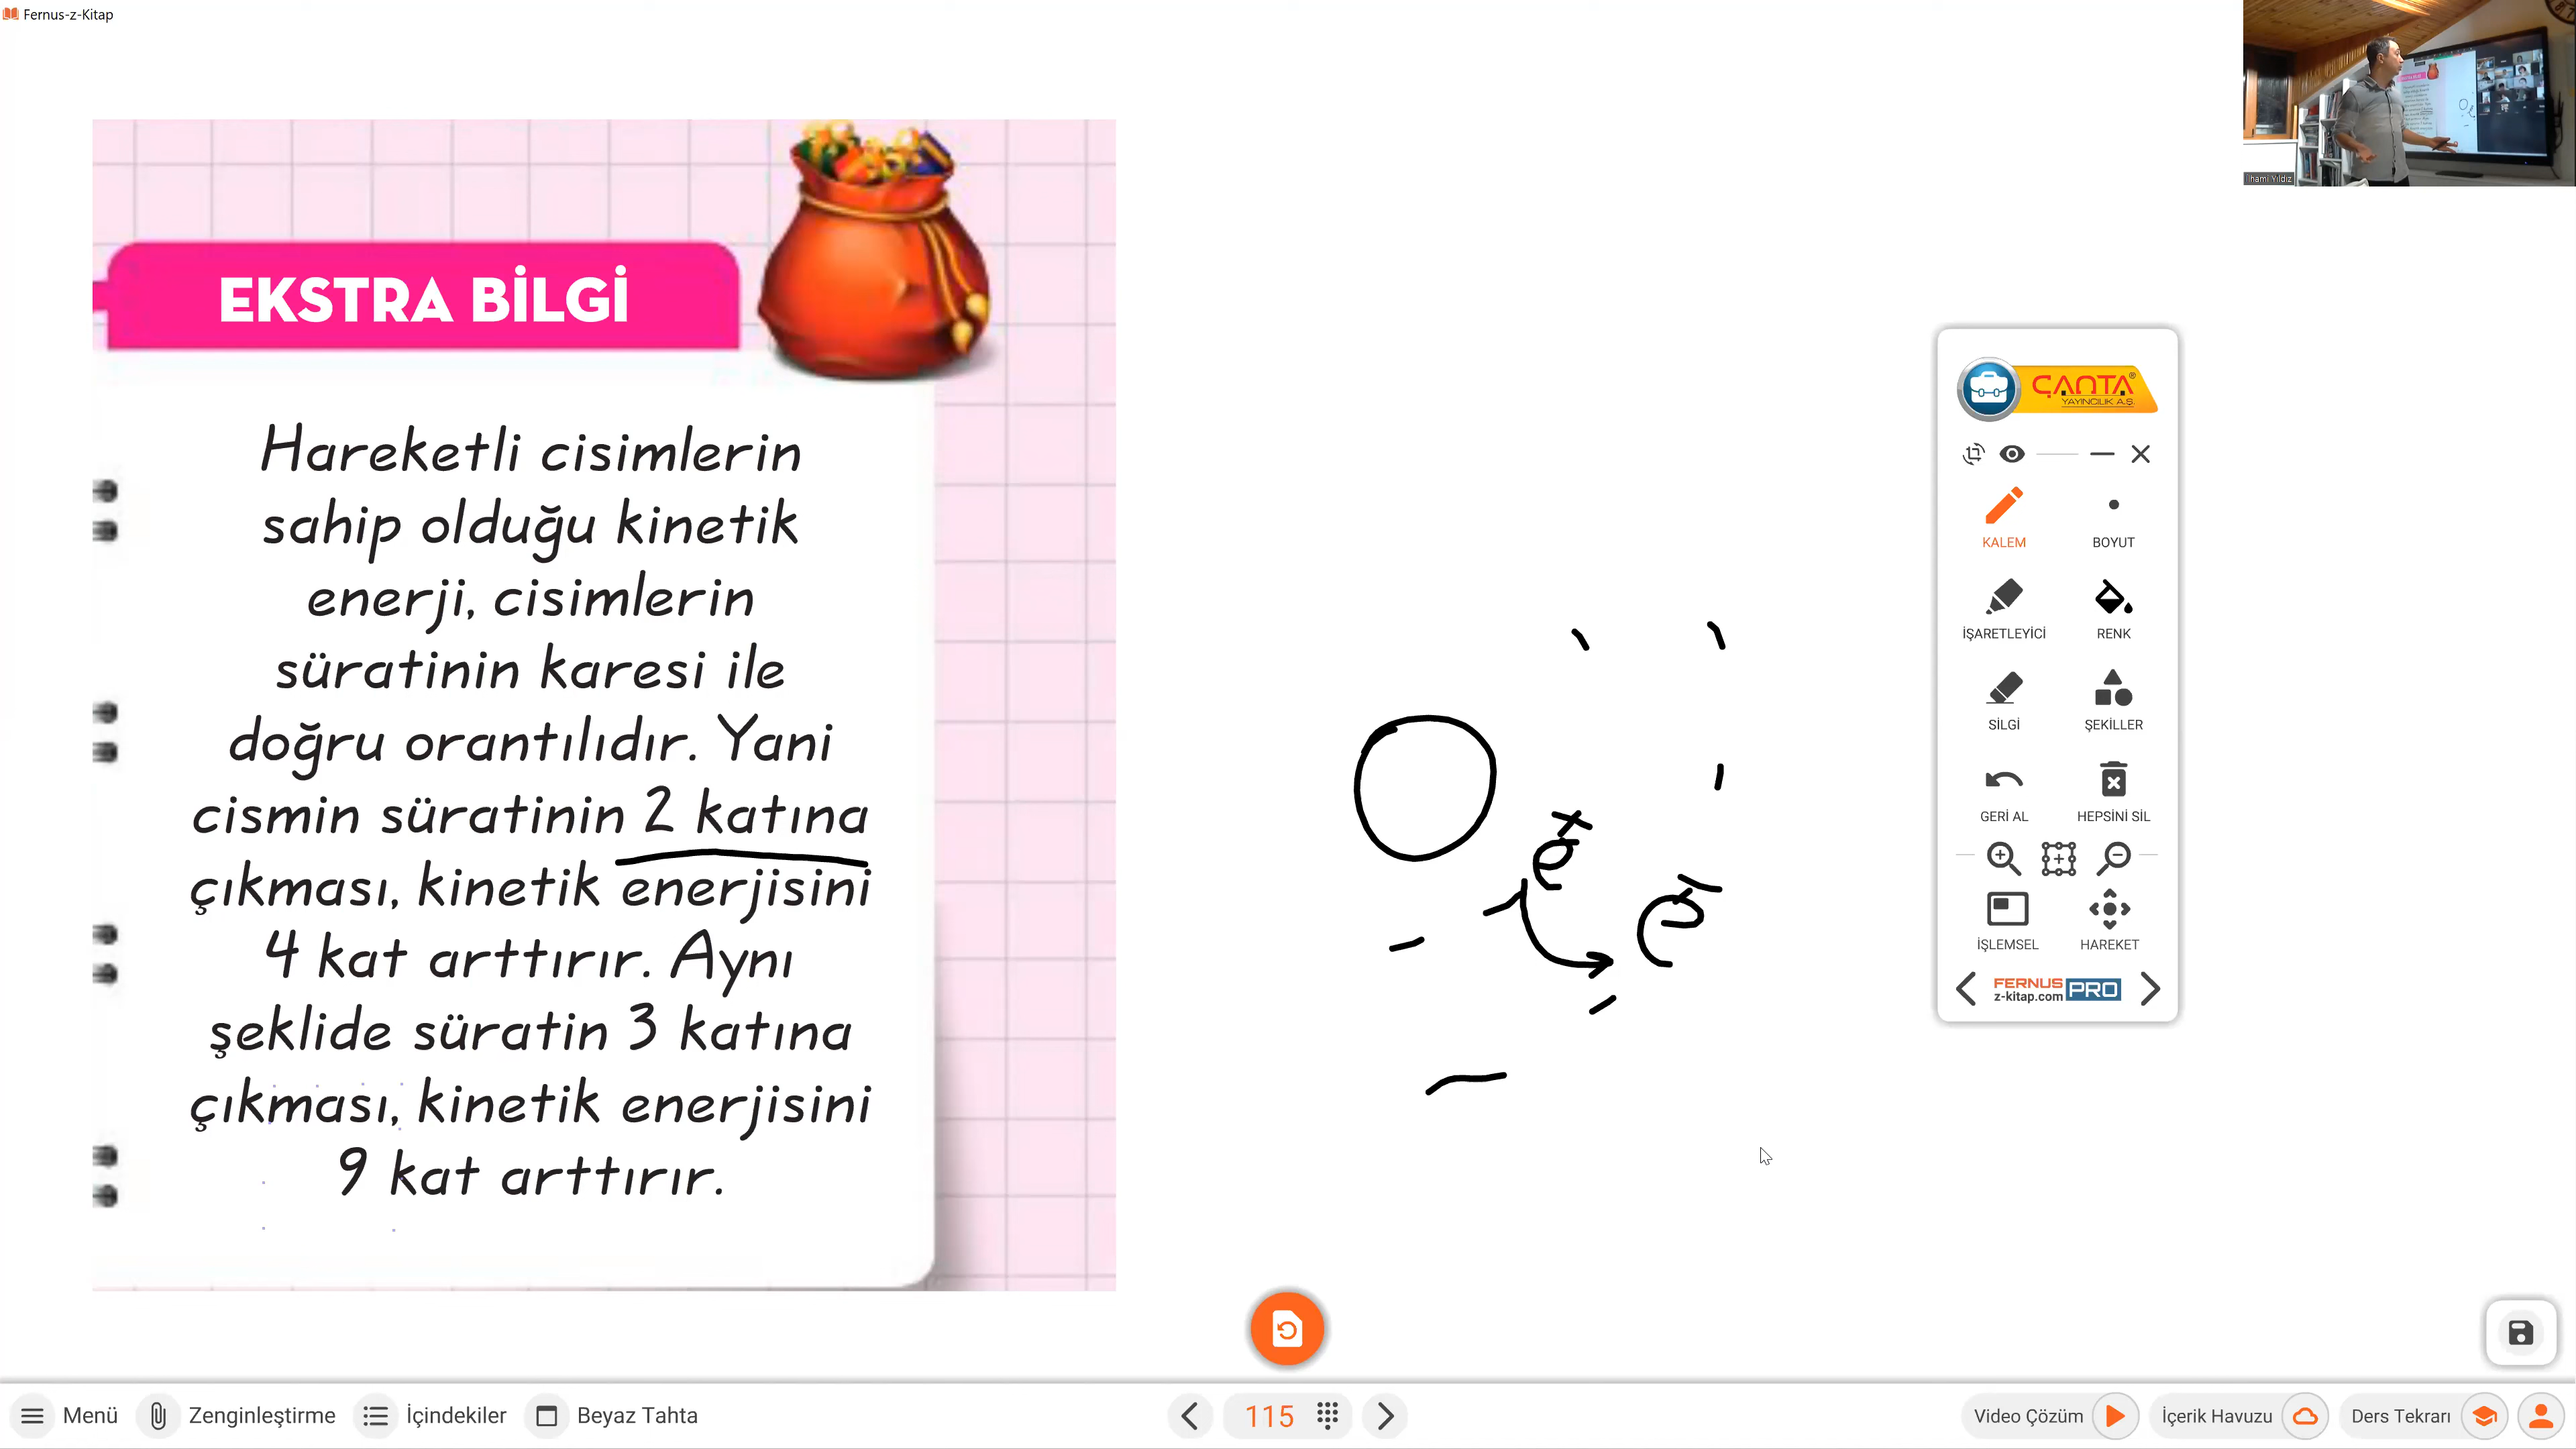 Fernus-z-Kitap
İhami Yıldız
EKSTRA BİLGİ
Hareketli cisimlerin
sahip olduğu kinetik
enerji, cisimlerin
süratinin karesi ile
doğru orantılıdır. Yani
cismin süratinin 2 katına
çıkması, kinetik enerjisini
4 kat arttırır. Aynı
şeklide süratin 3 katına
çıkması, kinetik enerjisini
9 kat arttırır.
ÇANTA
YAYINCILIK A.Ş.
KALEM
BOYUT
İŞARETLEYİCİ
RENK
SİLGİ
ŞEKİLLER
GERİ AL
HEPSİNİ SİL
İŞLEMSEL
HAREKET
FERNUS
z-kitap.com
PRO
Menü
Zenginleştirme
İçindekiler
Beyaz Tahta
115
Video Çözüm
İçerik Havuzu
Ders Tekrarı